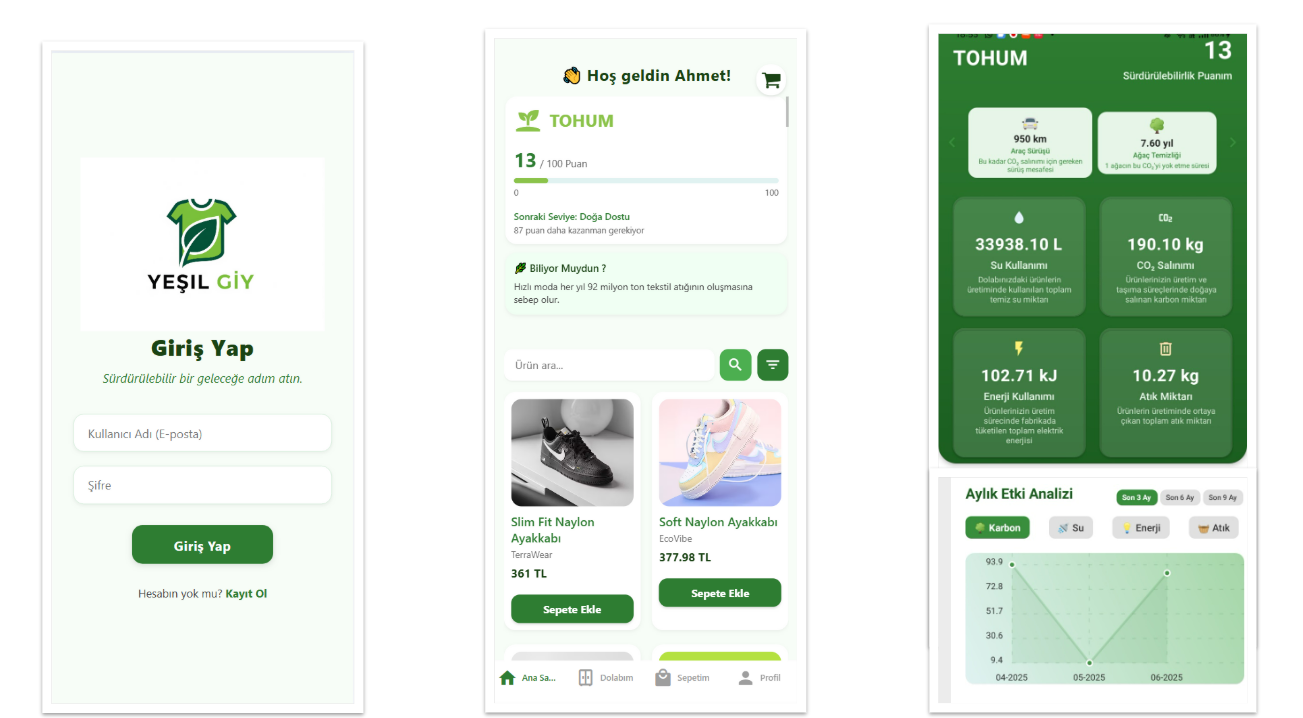 YEŞIL GİY
Giriş Yap
Sürdürülebilir bir geleceğe adım atın.
Kullanıcı Adı (E-posta)
Şifre
Giriş Yap
Hesabın yok mu? Kayıt Ol
Hoş geldin Ahmet!
TOHUM
13 / 100 Puan
0 100
Sonraki Seviye: Doğa Dostu
87 puan daha kazanman gerekiyor
Biliyor Muydun ?
Hızlı moda her yıl 92 milyon ton tekstil atığının oluşmasına
sebep olur.
Ürün ara...
Slim Fit Naylon
Ayakkabı
TerraWear
361 TL
Sepete Ekle
Soft Naylon Ayakkabı
EcoVibe
377.98 TL
Sepete Ekle
Ana Sa...
Dolabım
Sepetim
Profil
TOHUM
13
Sürdürülebilirlik Puanım
950 km
Araç Sürüşü
Bu kadar CO₂ salınımı için gereken
sürüş mesafesi
7.60 yıl
Ağaç Temizliği
1 ağacın bu CO₂'yi yok etme süresi
33938.10 L
Su Kullanımı
Dolabınızdaki ürünlerin
üretiminde kullanılan toplam
temiz su miktarı
CO₂
190.10 kg
CO₂ Salınımı
Ürünlerinizin üretim ve
taşıma süreçlerinde doğaya
salınan karbon miktarı
102.71 kJ
Enerji Kullanımı
Ürünlerinizin üretim
sürecinde fabrikada
tüketilen toplam elektrik
enerjisi
10.27 kg
Atık Miktarı
Ürünlerin üretiminde ortaya
çıkan toplam atık miktarı
Aylık Etki Analizi
Son 3 Ay
Son 6 Ay
Son 9 Ay
Karbon
Su
Enerji
Atık
93.9
72.8
51.7
30.6
9.4
04-2025
05-2025
06-2025